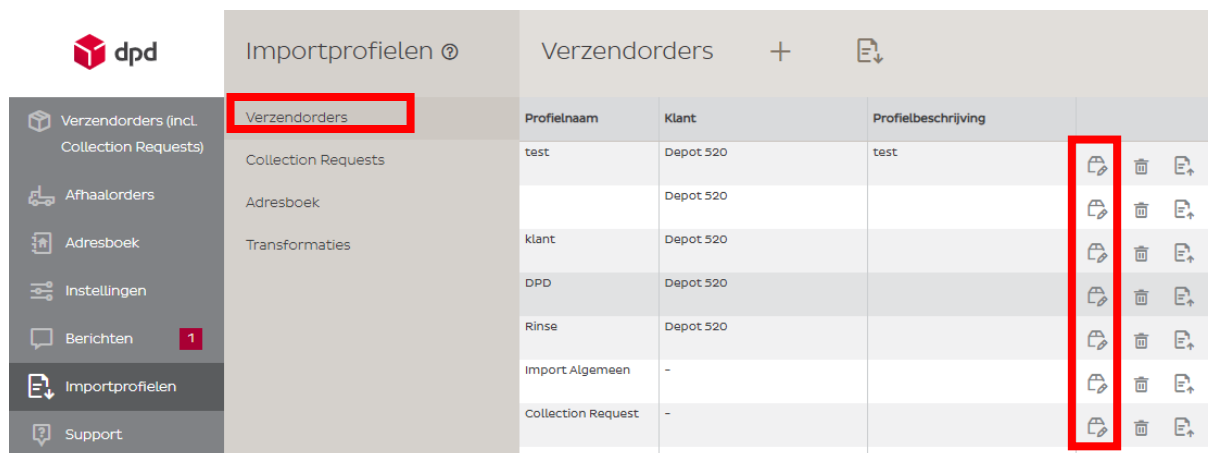 dpd
Importprofielen ?
Verzendorders +
Verzendorders (incl.
Collection Requests)
Afhaalorders
Adresboek
Instellingen
Berichten 1
Importprofielen
Support
Verzendorders
Collection Requests
Adresboek
Transformaties
Profielnaam Klant Profielbeschrijving
test Depot 520 test
Depot 520
klant Depot 520
DPD Depot 520
Rinse Depot 520
Import Algemeen -
Collection Request -